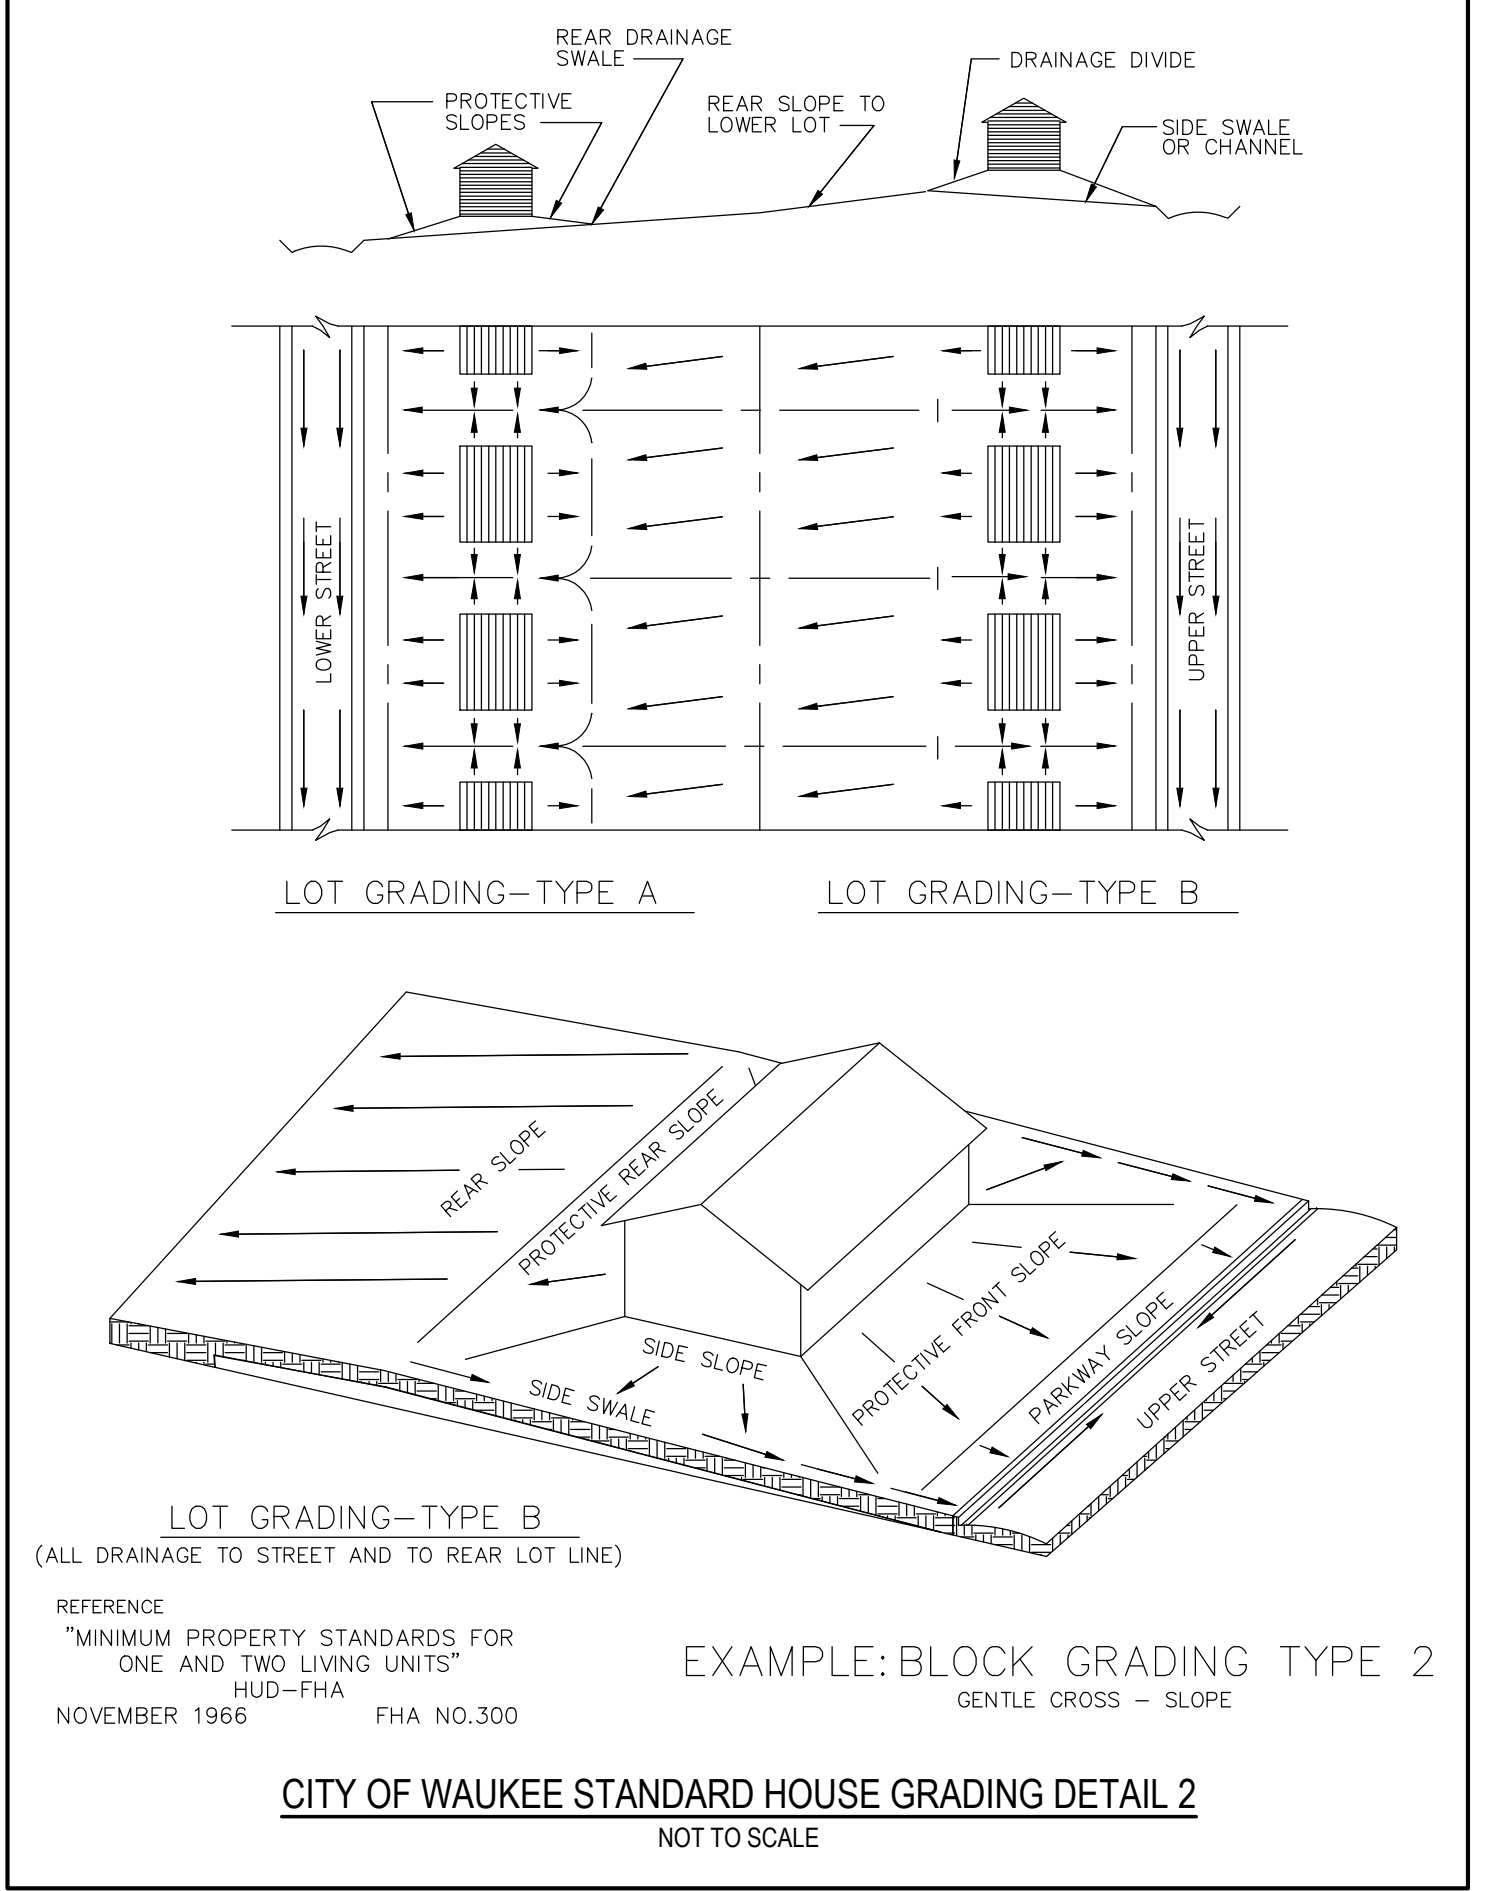 REAR DRAINAGE
SWALE
DRAINAGE DIVIDE
PROTECTIVE
SLOPES
REAR SLOPE TO
LOWER LOT
SIDE SWALE
OR CHANNEL
LOWER STREET
UPPER STREET
LOT GRADING-TYPE A
LOT GRADING-TYPE B
REAR SLOPE
PROTECTIVE REAR SLOPE
SIDE SLOPE
SIDE SWALE
PROTECTIVE FRONT SLOPE
PARKWAY SLOPE
UPPER STREET
LOT GRADING-TYPE B
(ALL DRAINAGE TO STREET AND TO REAR LOT LINE)
REFERENCE
"MINIMUM PROPERTY STANDARDS FOR
ONE AND TWO LIVING UNITS"
HUD-FHA
NOVEMBER 1966 FHA NO.300
EXAMPLE: BLOCK GRADING TYPE 2
GENTLE CROSS - SLOPE
CITY OF WAUKEE STANDARD HOUSE GRADING DETAIL 2
NOT TO SCALE